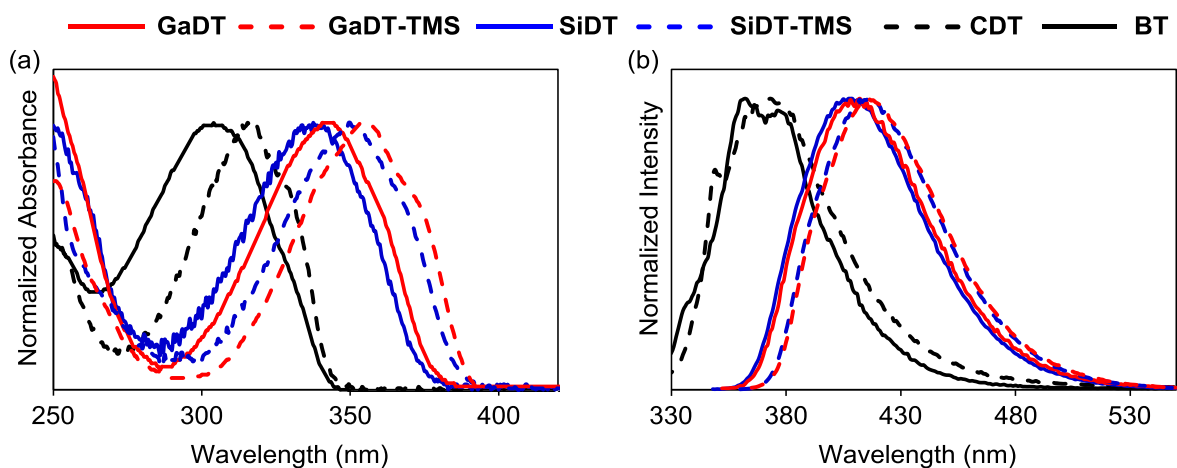 GaDT GaDT-TMS SiDT SiDT-TMS CDT BT
(a) (b)
Normalized Absorbance
Normalized Intensity
250 300 350 400 330 380 430 480 530
Wavelength (nm) Wavelength (nm)